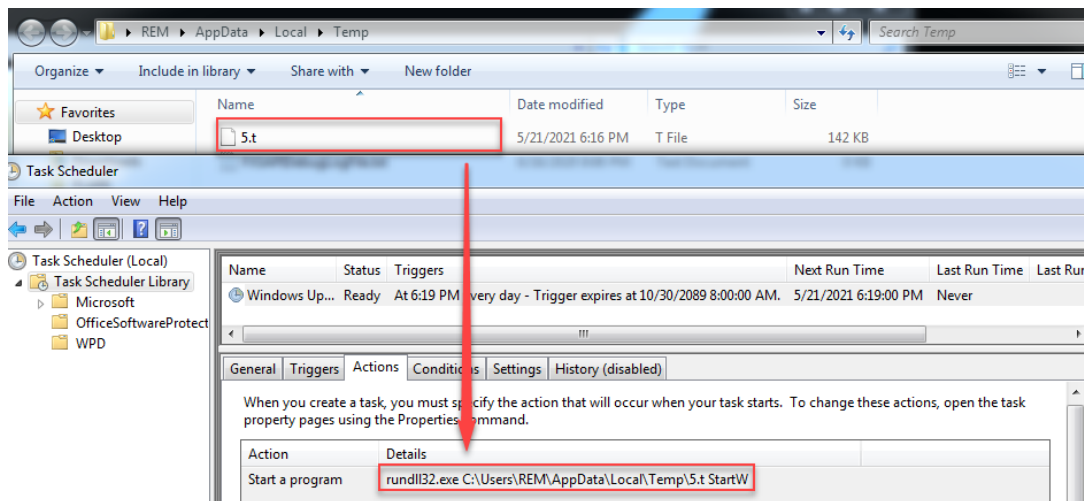 REM ▸ AppData ▸ Local ▸ Temp
Search Temp
Organize ▾ Include in library ▾ Share with ▾ New folder
Favorites
Desktop
Name Date modified Type Size
5.t 5/21/2021 6:16 PM T File 142 KB
Task Scheduler
File Action View Help
Task Scheduler (Local)
Task Scheduler Library
Microsoft
OfficeSoftwareProtect
WPD
Name Status Triggers Next Run Time Last Run Time Last Run
Windows Up... Ready At 6:19 PM every day - Trigger expires at 10/30/2089 8:00:00 AM. 5/21/2021 6:19:00 PM Never
General Triggers Actions Conditions Settings History (disabled)
When you create a task, you must specify the action that will occur when your task starts. To change these actions, open the task
property pages using the Properties command.
Action Details
Start a program rundll32.exe C:\Users\REM\AppData\Local\Temp\5.t StartW